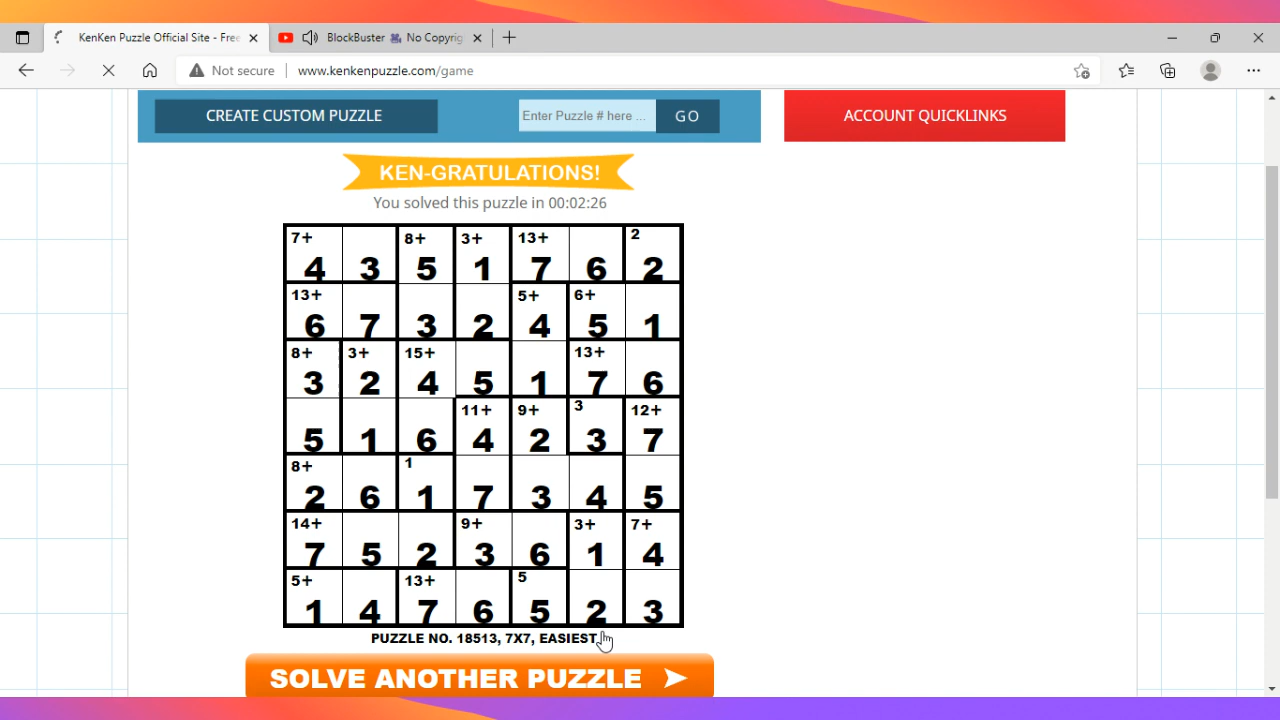 KenKen Puzzle Official Site - Free
BlockBuster 🎥 No Copyrig
Not secure
www.kenkenpuzzle.com/game
CREATE CUSTOM PUZZLE
Enter Puzzle # here ...
GO
ACCOUNT QUICKLINKS
KEN-GRATULATIONS!
You solved this puzzle in 00:02:26
7+ 8+ 3+ 13+ 2
4 3 5 1 7 6 2
13+ 5+ 6+
6 7 3 2 4 5 1
8+ 3+ 15+ 13+
3 2 4 5 1 7 6
11+ 9+ 3 12+
5 1 6 4 2 3 7
8+ 1
2 6 1 7 3 4 5
14+ 9+ 3+ 7+
7 5 2 3 6 1 4
5+ 13+ 5
1 4 7 6 5 2 3
PUZZLE NO. 18513, 7X7, EASIEST
SOLVE ANOTHER PUZZLE